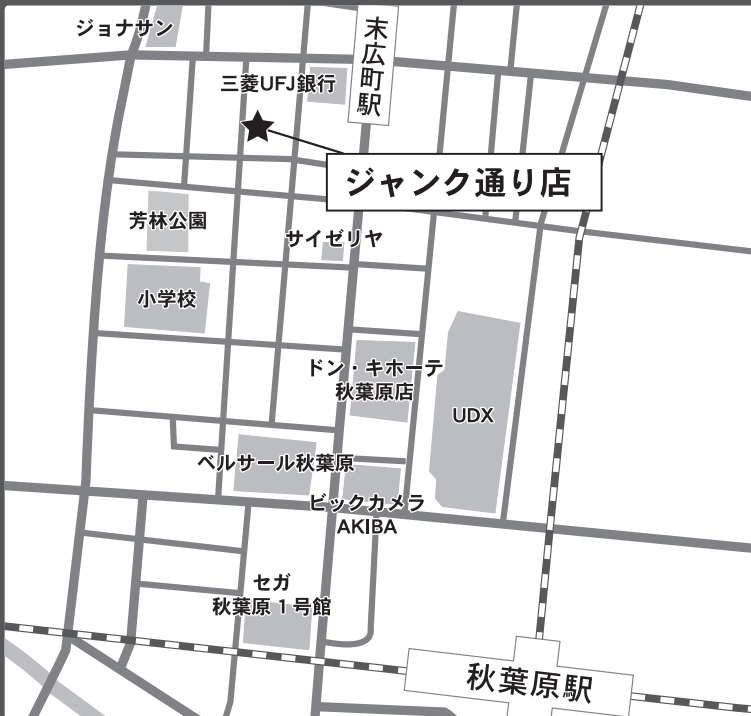 ジョナサン
末広町駅
三菱UFJ銀行
ジャンク通り店
芳林公園
サイゼリヤ
小学校
ドン・キホーテ
秋葉原店
UDX
ベルサール秋葉原
ビックカメラ
AKIBA
セガ
秋葉原1号館
秋葉原駅